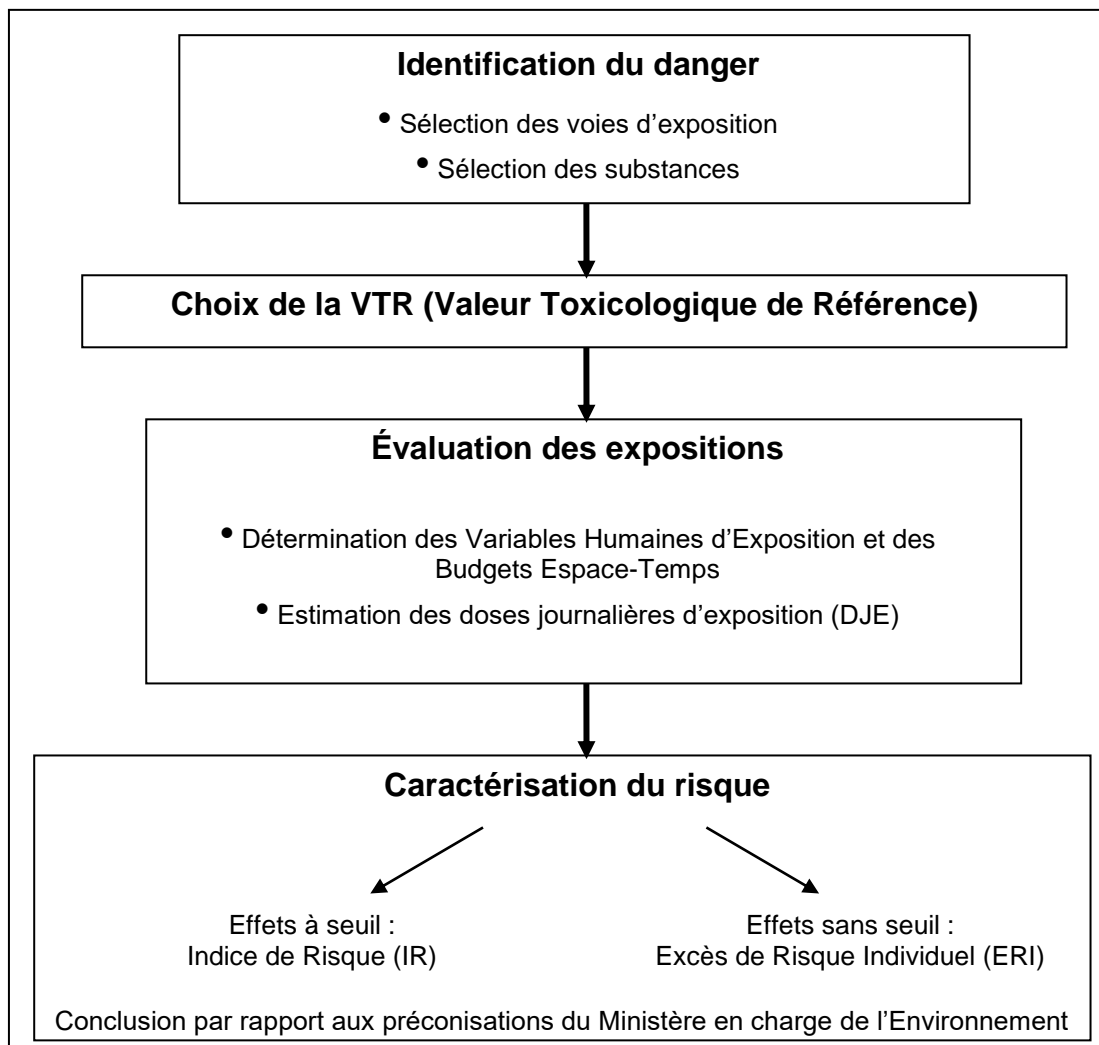 Identification du danger
• Sélection des voies d’exposition
• Sélection des substances
Choix de la VTR (Valeur Toxicologique de Référence)
Évaluation des expositions
• Détermination des Variables Humaines d’Exposition et des
Budgets Espace-Temps
• Estimation des doses journalières d’exposition (DJE)
Caractérisation du risque
Effets à seuil :
Indice de Risque (IR)
Effets sans seuil :
Excès de Risque Individuel (ERI)
Conclusion par rapport aux préconisations du Ministère en charge de l’Environnement